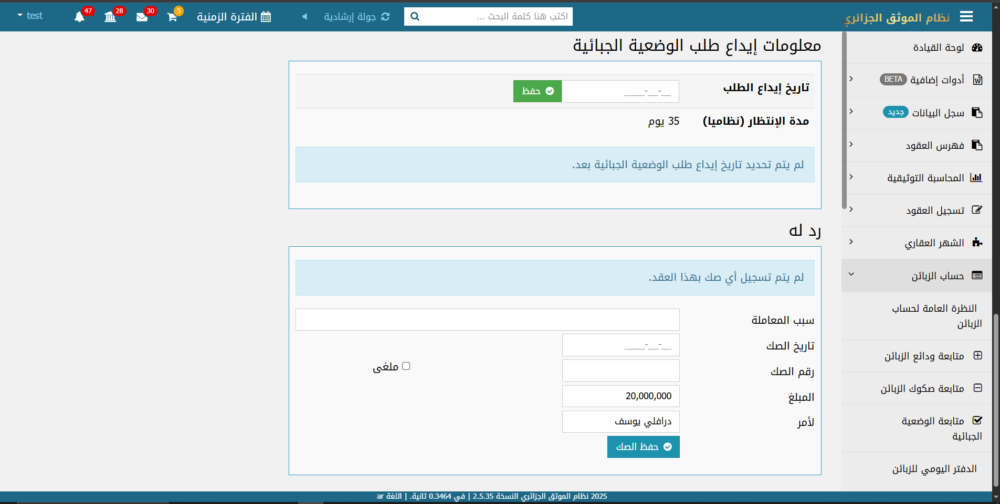 نظام الموثق الجزائري
اكتب هنا كلمة البحث ...
جولة إرشادية
الفترة الزمنية
5
30
28
47
test
لوحة القيادة
أدوات إضافية BETA
سجل البيانات جديد
فهرس العقود
المحاسبة التوثيقية
تسجيل العقود
الشهر العقاري
حساب الزبائن
النظرة العامة لحساب
الزبائن
متابعة ودائع الزبائن
متابعة صكوك الزبائن
متابعة الوضعية
الجبائية
الدفتر اليومي للزبائن
معلومات إيداع طلب الوضعية الجبائية
تاريخ إيداع الطلب __-__-____ حفظ
مدة الإنتظار (نظاميا) 35 يوم
لم يتم تحديد تاريخ إيداع طلب الوضعية الجبائية بعد.
رد له
لم يتم تسجيل أي صك بهذا العقد.
سبب المعاملة
تاريخ الصك __-__-____
رقم الصك ملغى
المبلغ 20,000,000
لأمر درافلي يوسف
حفظ الصك
2025 نظام الموثق الجزائري النسخة 2.5.35 | في 0.3464 ثانية. | اللغة ar